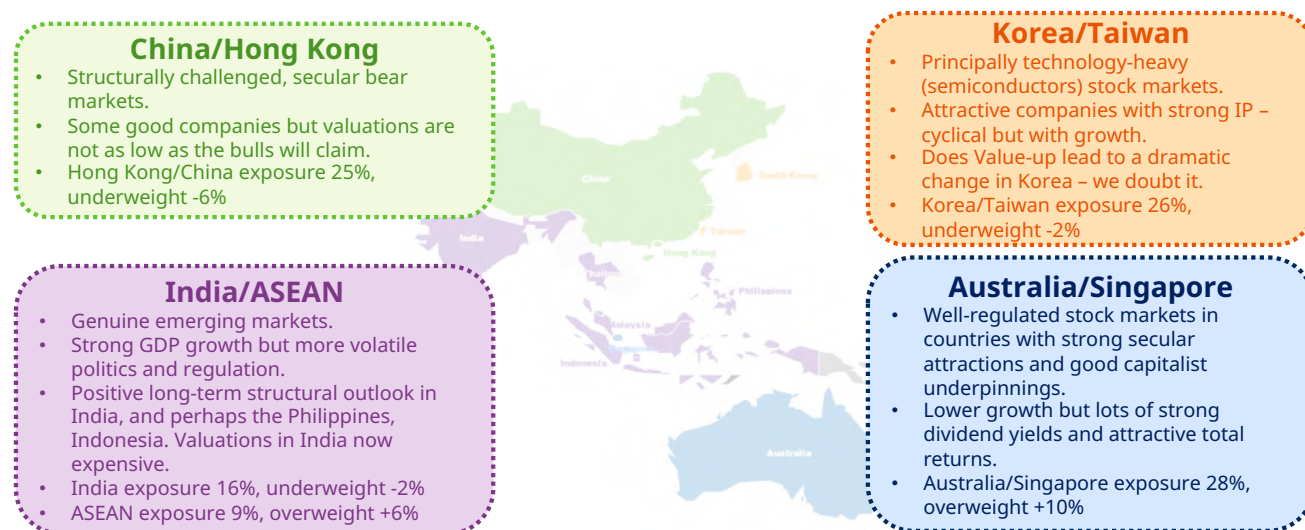 China/Hong Kong
• Structurally challenged, secular bear
markets.
• Some good companies but valuations are
not as low as the bulls will claim.
• Hong Kong/China exposure 25%,
underweight -6%
Korea/Taiwan
• Principally technology-heavy
(semiconductors) stock markets.
• Attractive companies with strong IP –
cyclical but with growth.
• Does Value-up lead to a dramatic
change in Korea – we doubt it.
• Korea/Taiwan exposure 26%,
underweight -2%
India/ASEAN
• Genuine emerging markets.
• Strong GDP growth but more volatile
politics and regulation.
• Positive long-term structural outlook in
India, and perhaps the Philippines,
Indonesia. Valuations in India now
expensive.
• India exposure 16%, underweight -2%
• ASEAN exposure 9%, overweight +6%
Australia/Singapore
• Well-regulated stock markets in
countries with strong secular
attractions and good capitalist
underpinnings.
• Lower growth but lots of strong
dividend yields and attractive total
returns.
• Australia/Singapore exposure 28%,
overweight +10%
China
South Korea
Taiwan
Hong Kong
India
Philippines
Malaysia
Indonesia
Australia